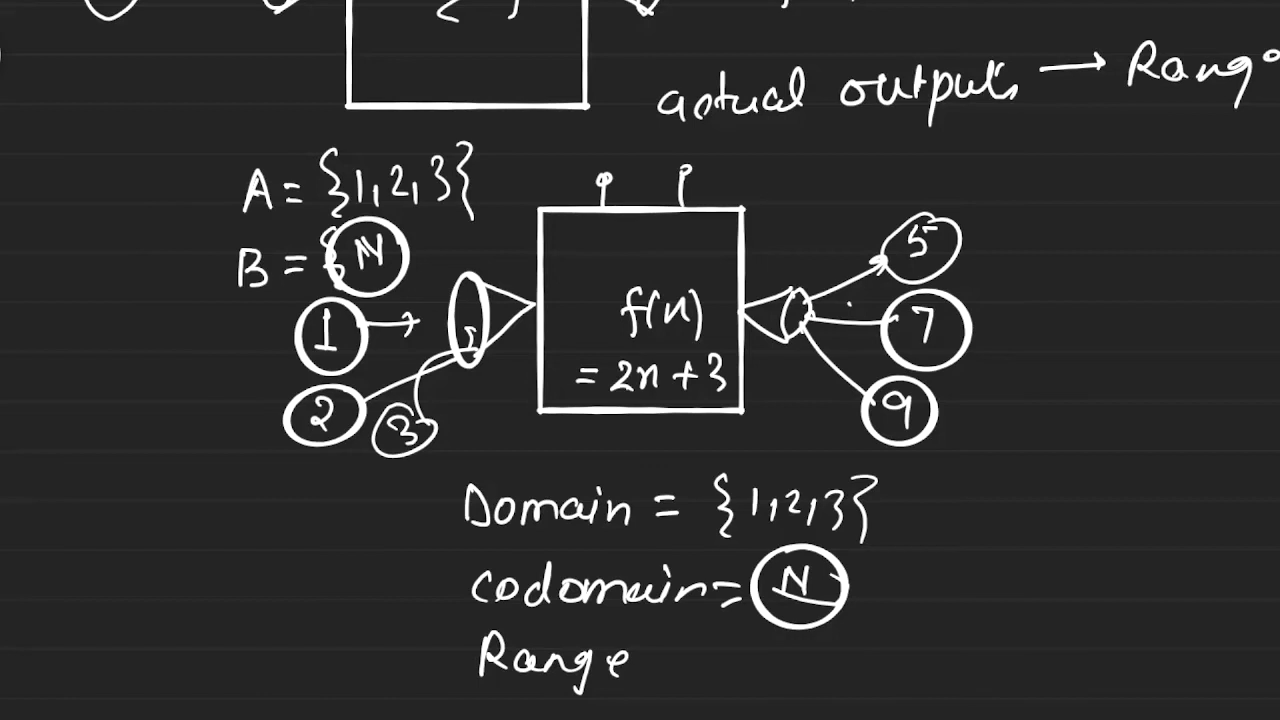 actual outputs → Range
A = {1, 2, 3}
B = { N
1
2
3
f(n)
= 2n + 3
5
7
9
Domain = {1, 2, 3}
codomain = N
Range